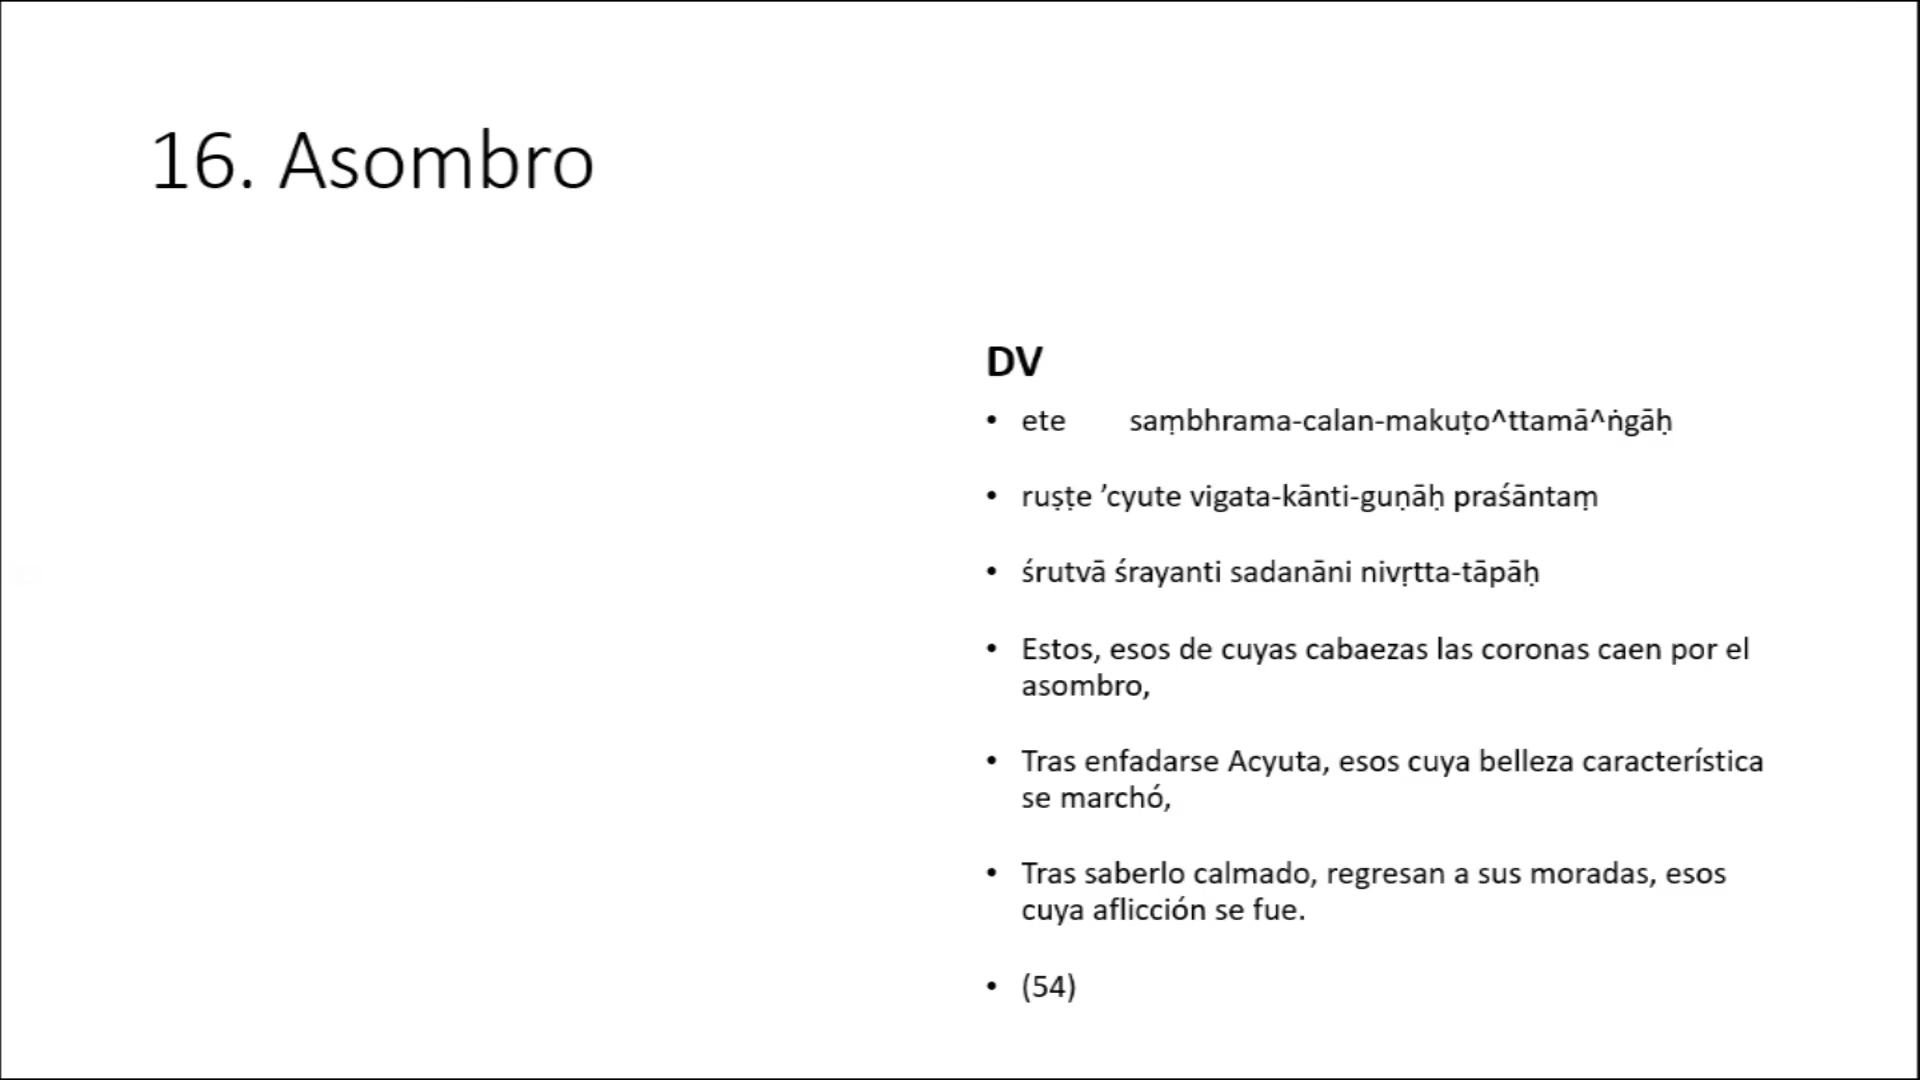 16. Asombro
DV
• ete saṃbhrama-calan-makuṭo^ttamā^ṅgāḥ
• ruṣṭe ’cyute vigata-kānti-guṇāḥ praśāntaṃ
• śrutvā śrayanti sadanāni nivṛtta-tāpāḥ
• Estos, esos de cuyas cabaezas las coronas caen por el
asombro,
• Tras enfadarse Acyuta, esos cuya belleza característica
se marchó,
• Tras saberlo calmado, regresan a sus moradas, esos
cuya aflicción se fue.
• (54)